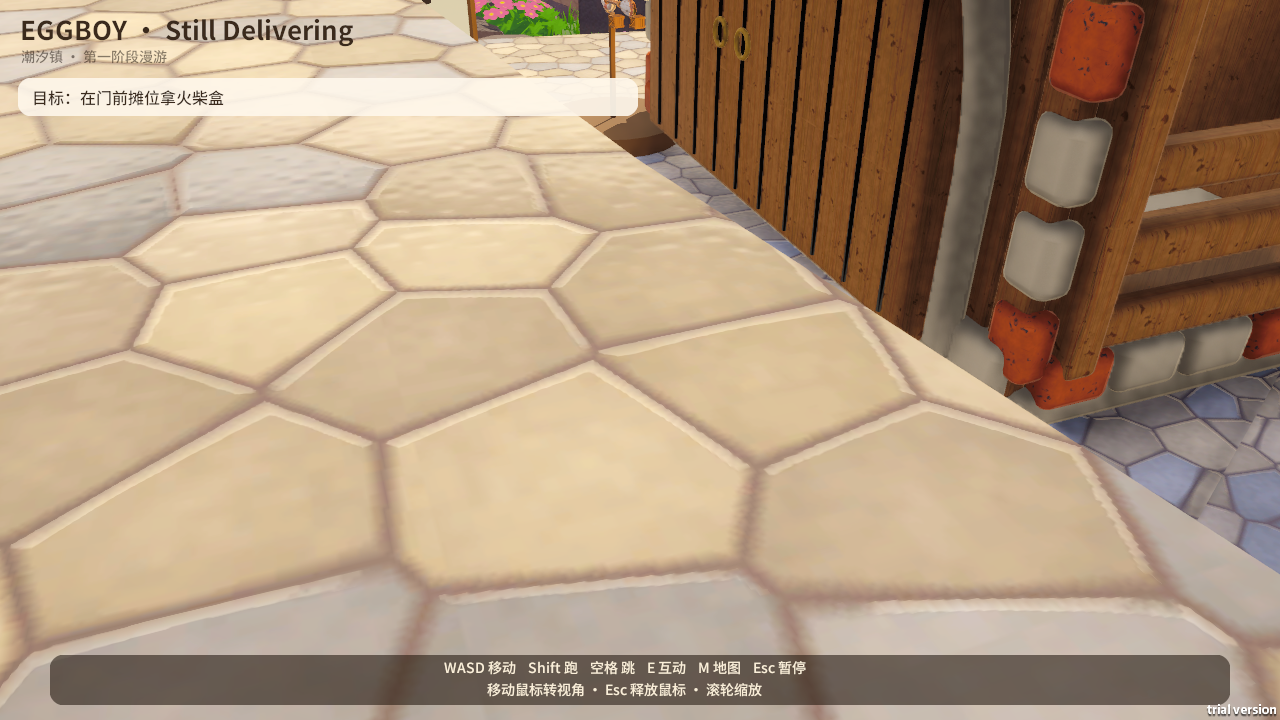 EGGBOY · Still Delivering
潮汐镇 · 第一阶段漫游
目标：在门前摊位拿火柴盒
WASD 移动 Shift 跑 空格 跳 E 互动 M 地图 Esc 暂停
移动鼠标转视角 · Esc 释放鼠标 · 滚轮缩放
trial version